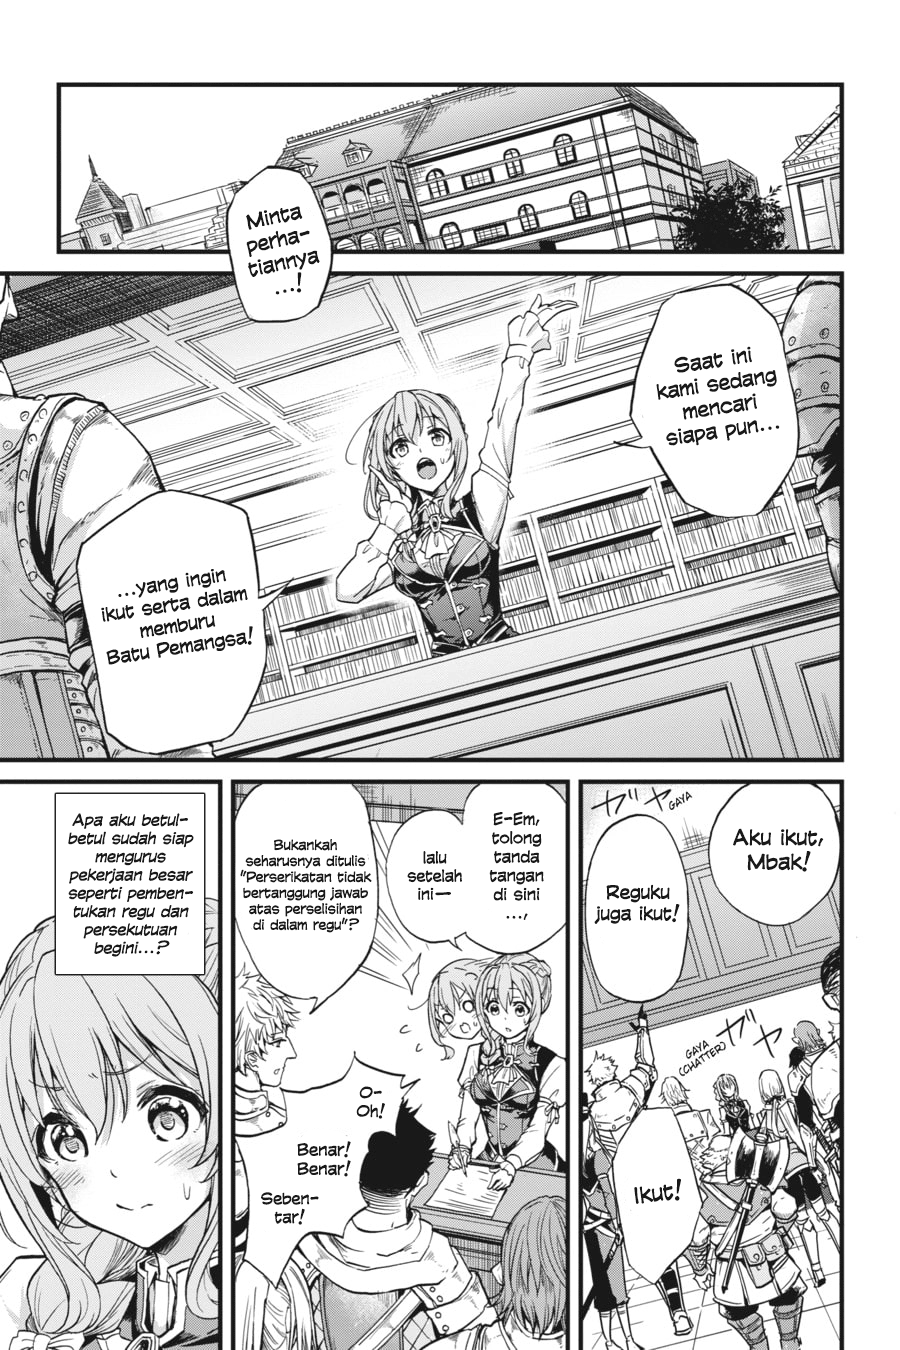 Minta
perha-
tiannya
...!
Saat ini
kami sedang
mencari
siapa pun...
...yang ingin
ikut serta dalam
memburu
Batu Pemangsa!
Aku ikut,
Mbak!
ガヤ
GAYA
Reguku
juga ikut!
ガヤ
GAYA
(CHATTER)
Ikut!
E-Em,
tolong
tanda
tangan
di sini
...,
lalu
setelah
ini—
Bukankah
seharusnya ditulis
"Perserikatan tidak
bertanggung jawab
atas perselisihan
di dalam regu"?
O-
Oh!
Benar!
Benar!
Seben-
tar!
Apa aku betul-
betul sudah siap
mengurus
pekerjaan besar
seperti pemben-
tukan regu dan
persekutuan
begini...?